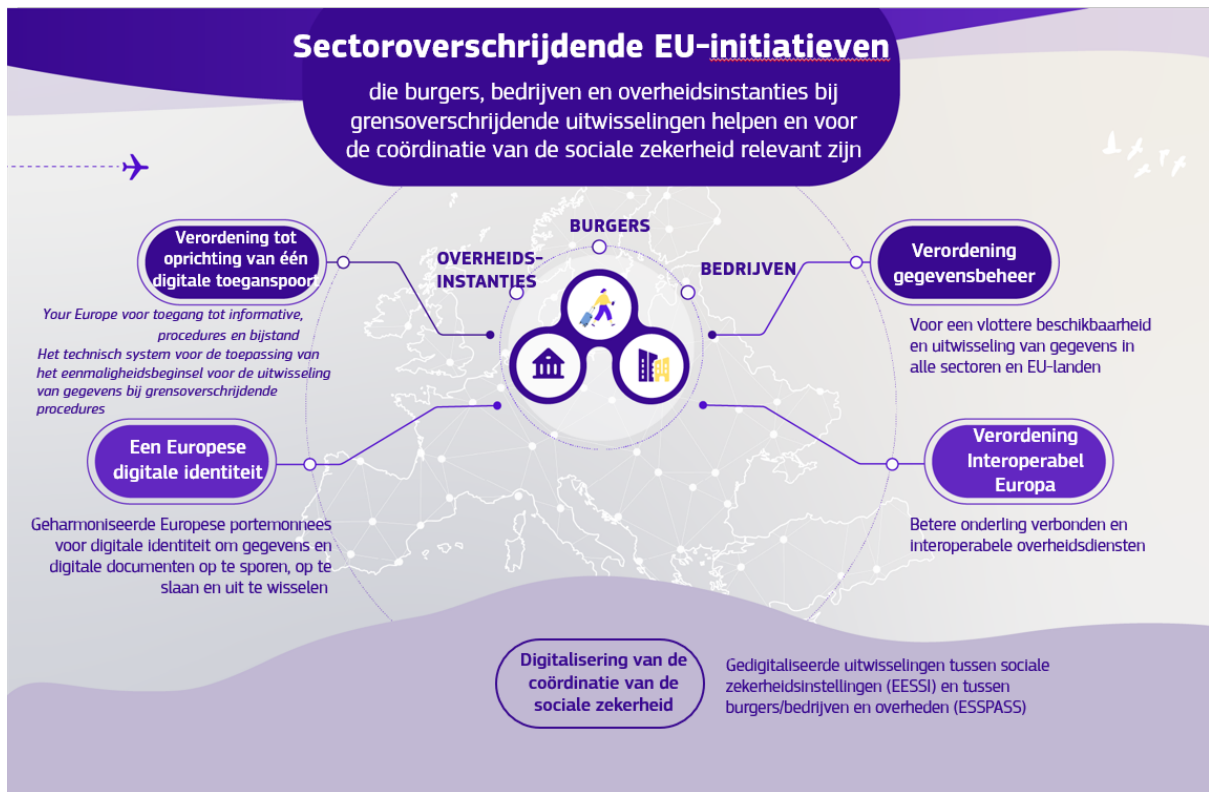 Sectoroverschrijdende EU-initiatieven
die burgers, bedrijven en overheidsinstanties bij
grensoverschrijdende uitwisselingen helpen en voor
de coördinatie van de sociale zekerheid relevant zijn
BURGERS
OVERHEIDS-
INSTANTIES
BEDRIJVEN
Verordening tot
oprichting van één
digitale toeganspoort
Your Europe voor toegang tot informative,
procedures en bijstand
Het technisch system voor de toepassing van
het eenmaligheidsbeginsel voor de uitwisseling
van gegevens bij grensoverschrijdende
procedures
Een Europese
digitale identiteit
Geharmoniseerde Europese portemonnees
voor digitale identiteit om gegevens en
digitale documenten op te sporen, op te
slaan en uit te wisselen
Verordening
gegevensbeheer
Voor een vlottere beschikbaarheid
en uitwisseling van gegevens in
alle sectoren en EU-landen
Verordening
Interoperabel
Europa
Betere onderling verbonden en
interoperabele overheidsdiensten
Digitalisering van de
coördinatie van de
sociale zekerheid
Gedigitaliseerde uitwisselingen tussen sociale
zekerheidsinstellingen (EESSI) en tussen
burgers/bedrijven en overheden (ESSPASS)